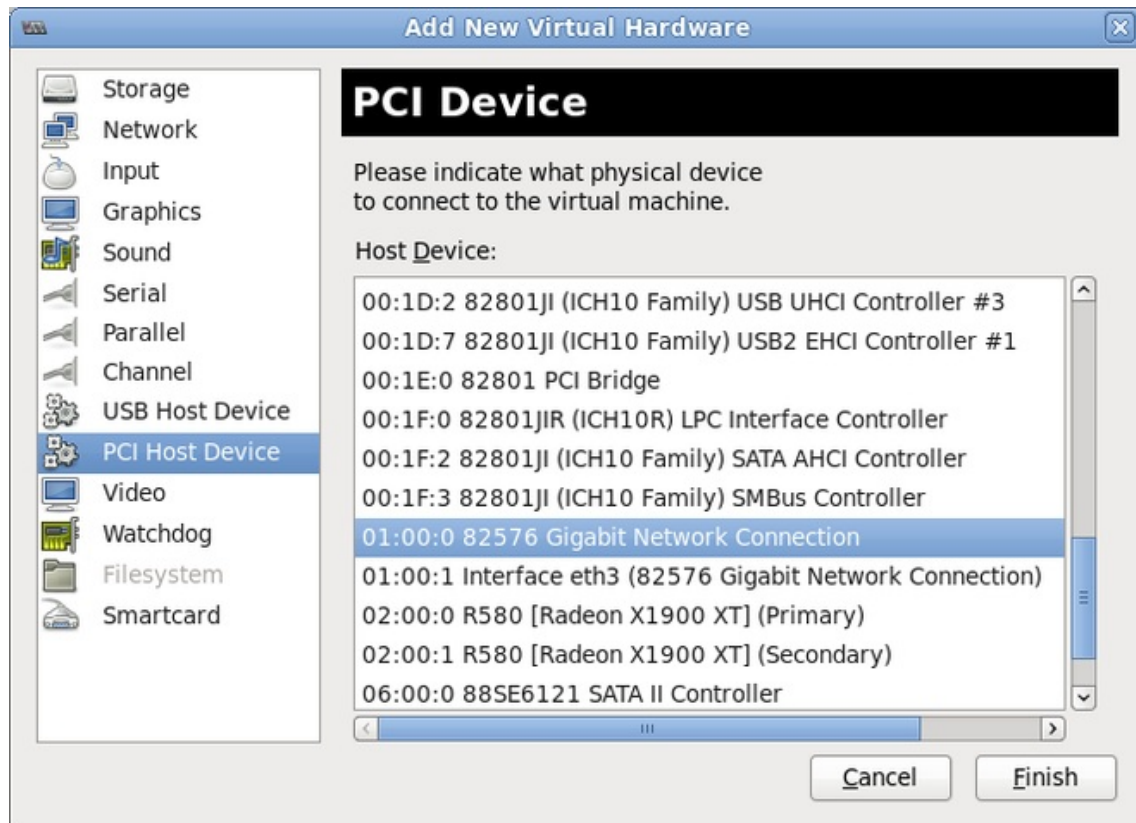 Add New Virtual Hardware
Storage
Network
Input
Graphics
Sound
Serial
Parallel
Channel
USB Host Device
PCI Host Device
Video
Watchdog
Filesystem
Smartcard
PCI Device
Please indicate what physical device
to connect to the virtual machine.
Host Device:
00:1D:2 82801JI (ICH10 Family) USB UHCI Controller #3
00:1D:7 82801JI (ICH10 Family) USB2 EHCI Controller #1
00:1E:0 82801 PCI Bridge
00:1F:0 82801JIR (ICH10R) LPC Interface Controller
00:1F:2 82801JI (ICH10 Family) SATA AHCI Controller
00:1F:3 82801JI (ICH10 Family) SMBus Controller
01:00:0 82576 Gigabit Network Connection
01:00:1 Interface eth3 (82576 Gigabit Network Connection)
02:00:0 R580 [Radeon X1900 XT] (Primary)
02:00:1 R580 [Radeon X1900 XT] (Secondary)
06:00:0 88SE6121 SATA II Controller
Cancel
Finish